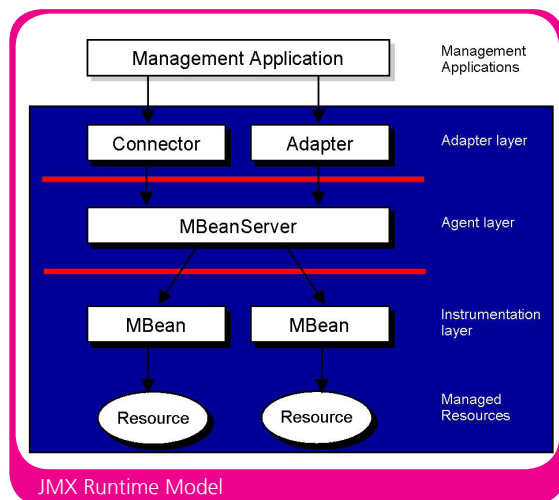 Management Application
Management
Applications
Connector
Adapter
Adapter layer
MBeanServer
Agent layer
MBean
MBean
Instrumentation
layer
Resource
Resource
Managed
Resources
JMX Runtime Model